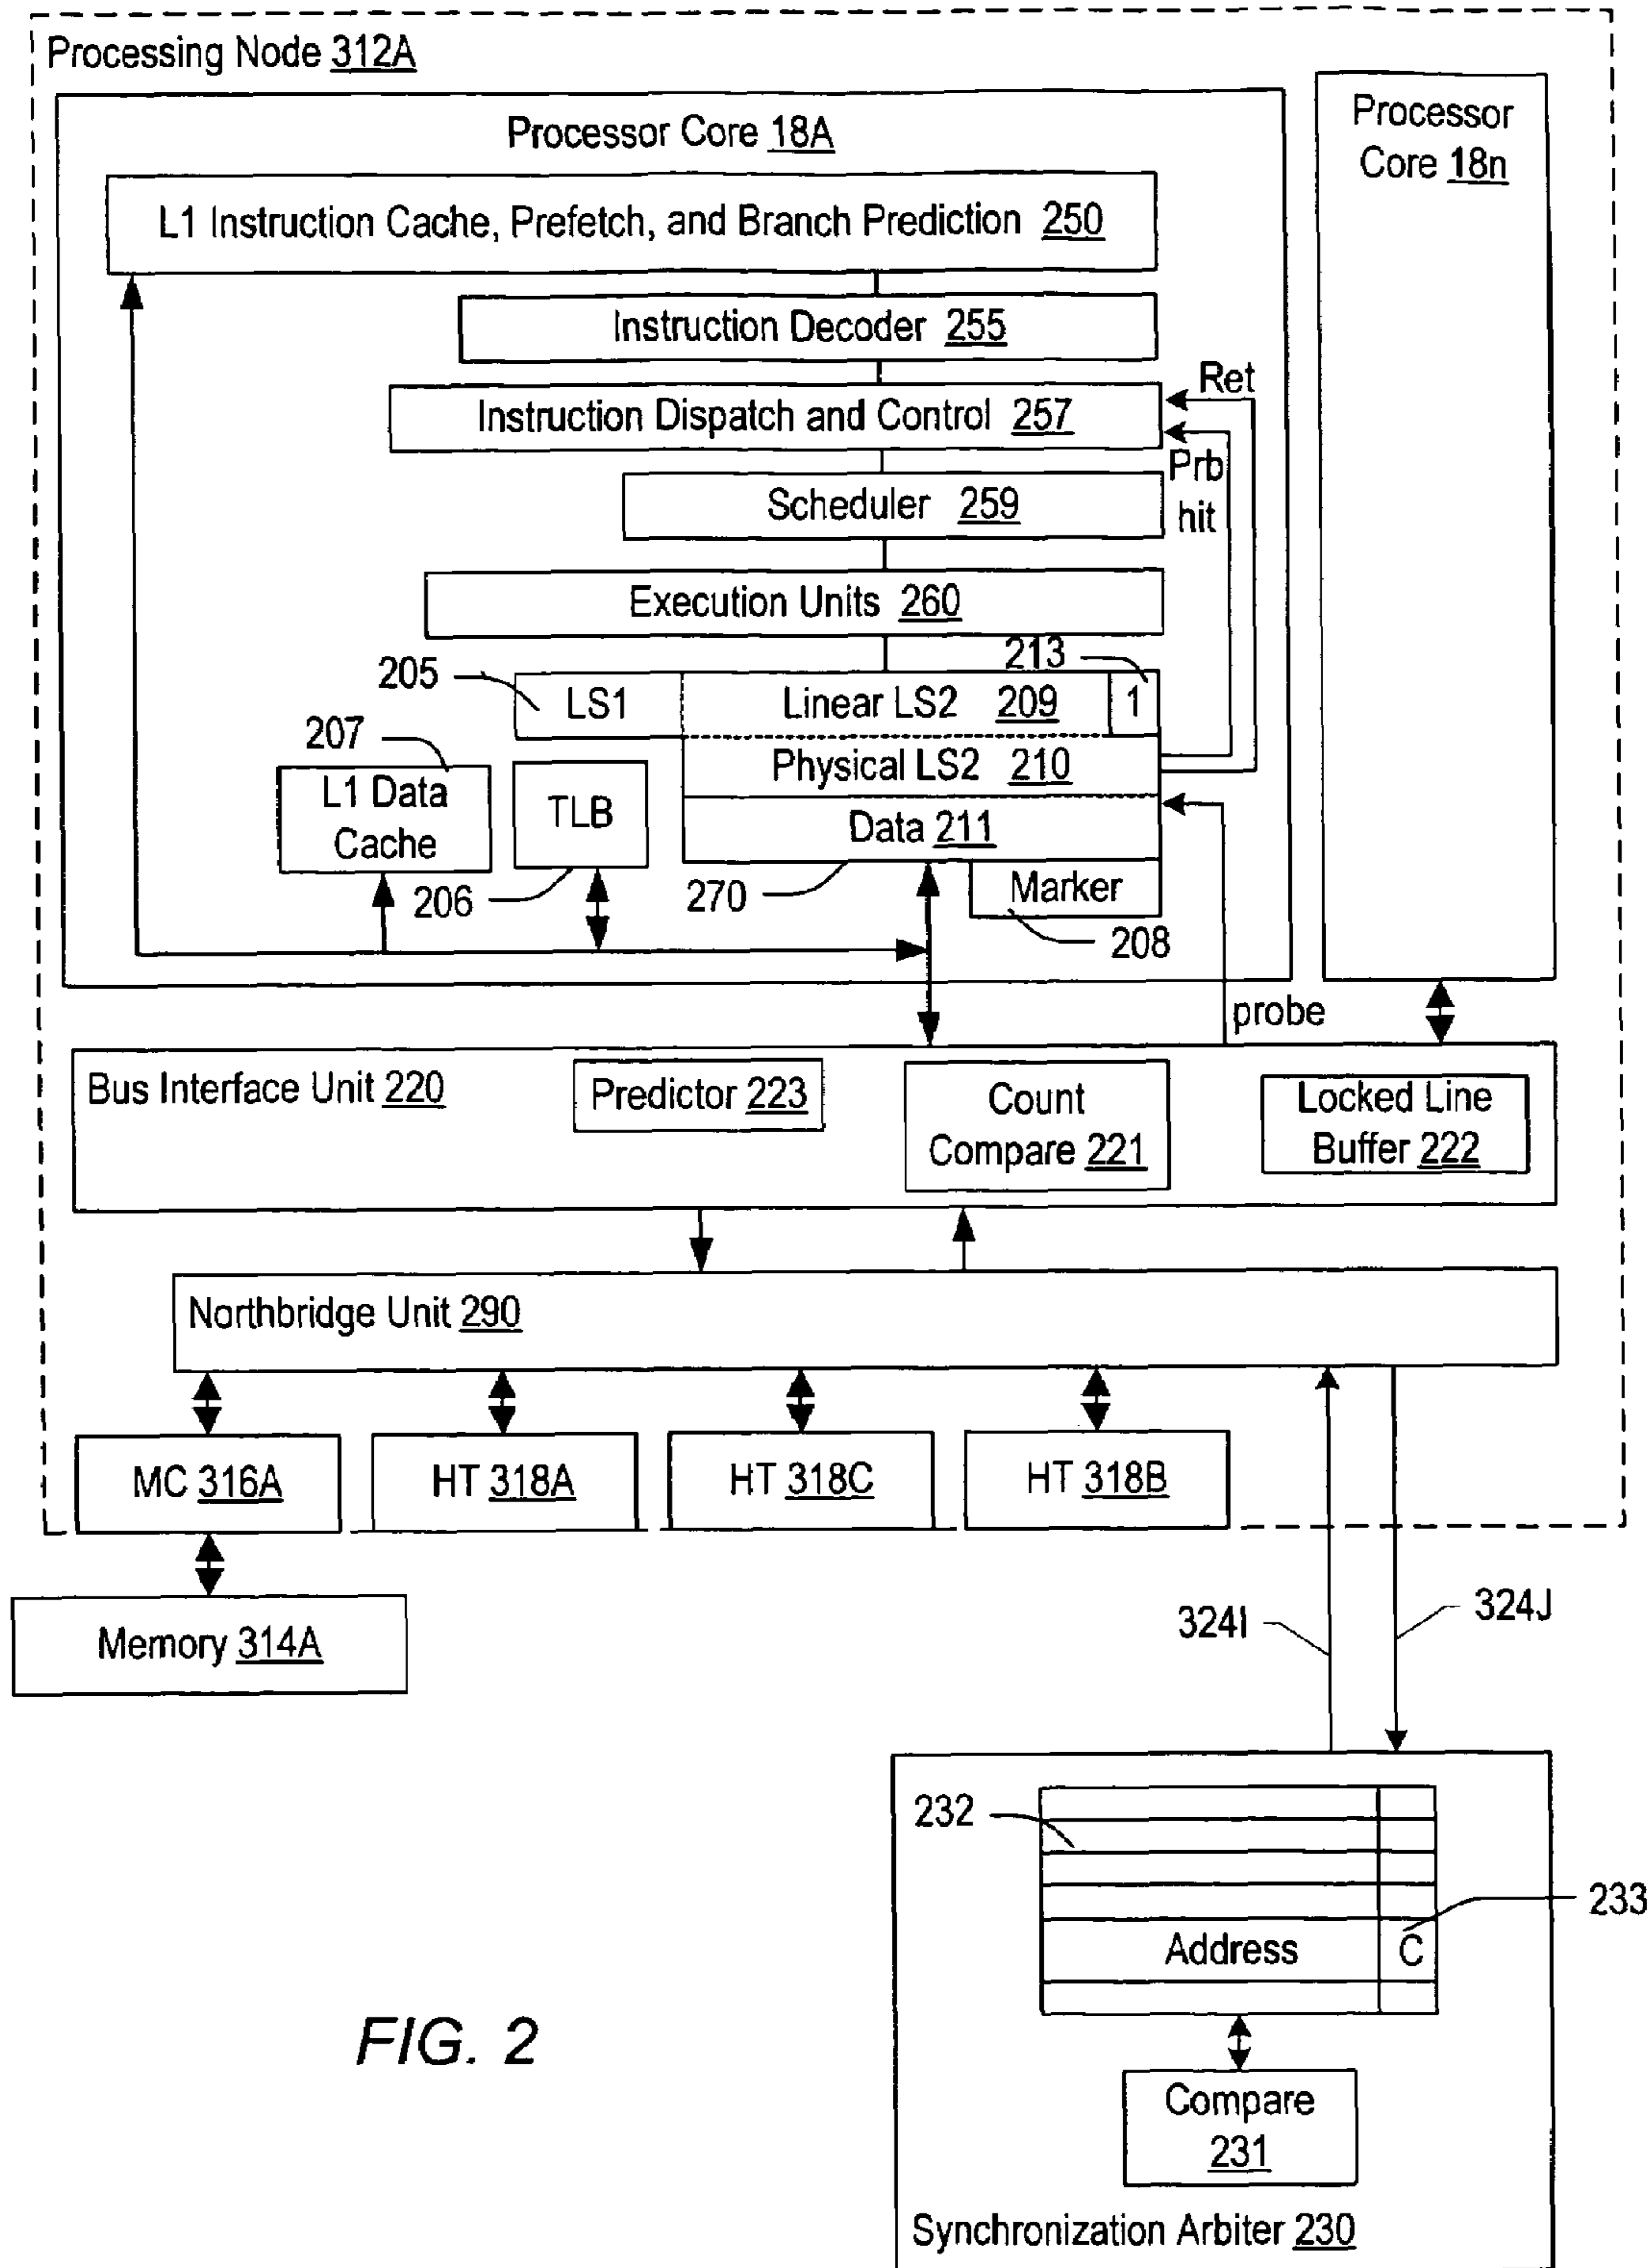 Processing Node 312A
Processor Core 18A
Processor
Core 18n
L1 Instruction Cache, Prefetch, and Branch Prediction 250
Instruction Decoder 255
Ret
Instruction Dispatch and Control 257
Prb
hit
Scheduler 259
Execution Units 260
213
205
LS1
Linear LS2 209
1
207
Physical LS2 210
L1 Data
Cache
TLB
Data 211
206
270
Marker
208
probe
Bus Interface Unit 220
Predictor 223
Count
Compare 221
Locked Line
Buffer 222
Northbridge Unit 290
MC 316A
HT 318A
HT 318C
HT 318B
324I
324J
Memory 314A
232
233
Address
C
FIG. 2
Compare
231
Synchronization Arbiter 230